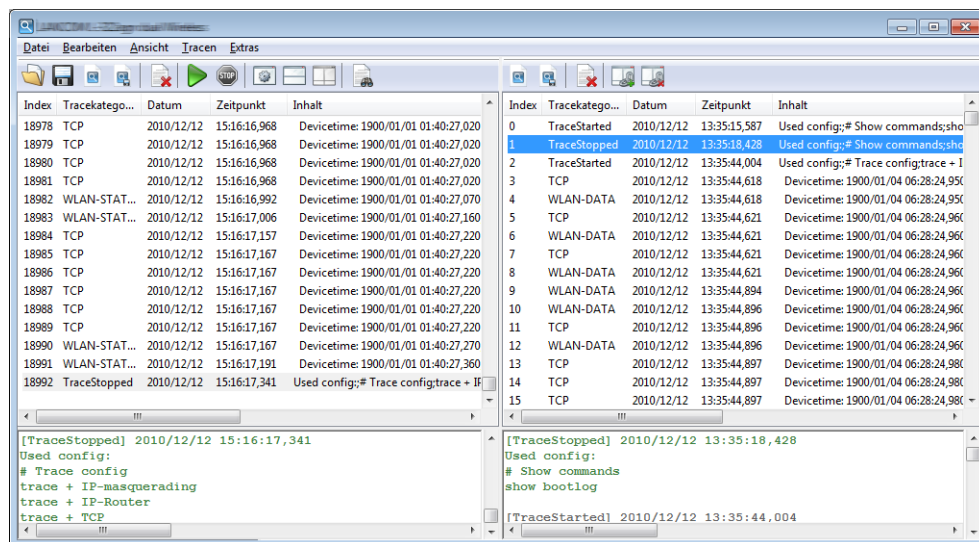 Datei Bearbeiten Ansicht Tracen Extras
STOP
Index Tracekatego... Datum Zeitpunkt Inhalt
18978 TCP 2010/12/12 15:16:16,968 Devicetime: 1900/01/01 01:40:27,020
18979 TCP 2010/12/12 15:16:16,968 Devicetime: 1900/01/01 01:40:27,020
18980 TCP 2010/12/12 15:16:16,968 Devicetime: 1900/01/01 01:40:27,020
18981 TCP 2010/12/12 15:16:16,968 Devicetime: 1900/01/01 01:40:27,020
18982 WLAN-STAT... 2010/12/12 15:16:16,992 Devicetime: 1900/01/01 01:40:27,070
18983 WLAN-STAT... 2010/12/12 15:16:17,006 Devicetime: 1900/01/01 01:40:27,160
18984 TCP 2010/12/12 15:16:17,157 Devicetime: 1900/01/01 01:40:27,220
18985 TCP 2010/12/12 15:16:17,167 Devicetime: 1900/01/01 01:40:27,220
18986 TCP 2010/12/12 15:16:17,167 Devicetime: 1900/01/01 01:40:27,220
18987 TCP 2010/12/12 15:16:17,167 Devicetime: 1900/01/01 01:40:27,220
18988 TCP 2010/12/12 15:16:17,167 Devicetime: 1900/01/01 01:40:27,220
18989 TCP 2010/12/12 15:16:17,167 Devicetime: 1900/01/01 01:40:27,220
18990 WLAN-STAT... 2010/12/12 15:16:17,167 Devicetime: 1900/01/01 01:40:27,270
18991 WLAN-STAT... 2010/12/12 15:16:17,191 Devicetime: 1900/01/01 01:40:27,360
18992 TraceStopped 2010/12/12 15:16:17,341 Used config:;# Trace config;trace + IF
[TraceStopped] 2010/12/12 15:16:17,341
Used config:
# Trace config
trace + IP-masquerading
trace + IP-Router
trace + TCP
Index Tracekatego... Datum Zeitpunkt Inhalt
0 TraceStarted 2010/12/12 13:35:15,587 Used config:;# Show commands;sho
1 TraceStopped 2010/12/12 13:35:18,428 Used config:;# Show commands;sho
2 TraceStarted 2010/12/12 13:35:44,004 Used config:;# Trace config;trace + I
3 TCP 2010/12/12 13:35:44,618 Devicetime: 1900/01/04 06:28:24,950
4 WLAN-DATA 2010/12/12 13:35:44,618 Devicetime: 1900/01/04 06:28:24,950
5 TCP 2010/12/12 13:35:44,621 Devicetime: 1900/01/04 06:28:24,960
6 WLAN-DATA 2010/12/12 13:35:44,621 Devicetime: 1900/01/04 06:28:24,960
7 TCP 2010/12/12 13:35:44,621 Devicetime: 1900/01/04 06:28:24,960
8 WLAN-DATA 2010/12/12 13:35:44,621 Devicetime: 1900/01/04 06:28:24,960
9 WLAN-DATA 2010/12/12 13:35:44,894 Devicetime: 1900/01/04 06:28:24,960
10 WLAN-DATA 2010/12/12 13:35:44,896 Devicetime: 1900/01/04 06:28:24,960
11 TCP 2010/12/12 13:35:44,896 Devicetime: 1900/01/04 06:28:24,960
12 WLAN-DATA 2010/12/12 13:35:44,896 Devicetime: 1900/01/04 06:28:24,960
13 TCP 2010/12/12 13:35:44,897 Devicetime: 1900/01/04 06:28:24,980
14 TCP 2010/12/12 13:35:44,897 Devicetime: 1900/01/04 06:28:24,980
15 TCP 2010/12/12 13:35:44,897 Devicetime: 1900/01/04 06:28:24,980
[TraceStopped] 2010/12/12 13:35:18,428
Used config:
# Show commands
show bootlog
[TraceStarted] 2010/12/12 13:35:44,004